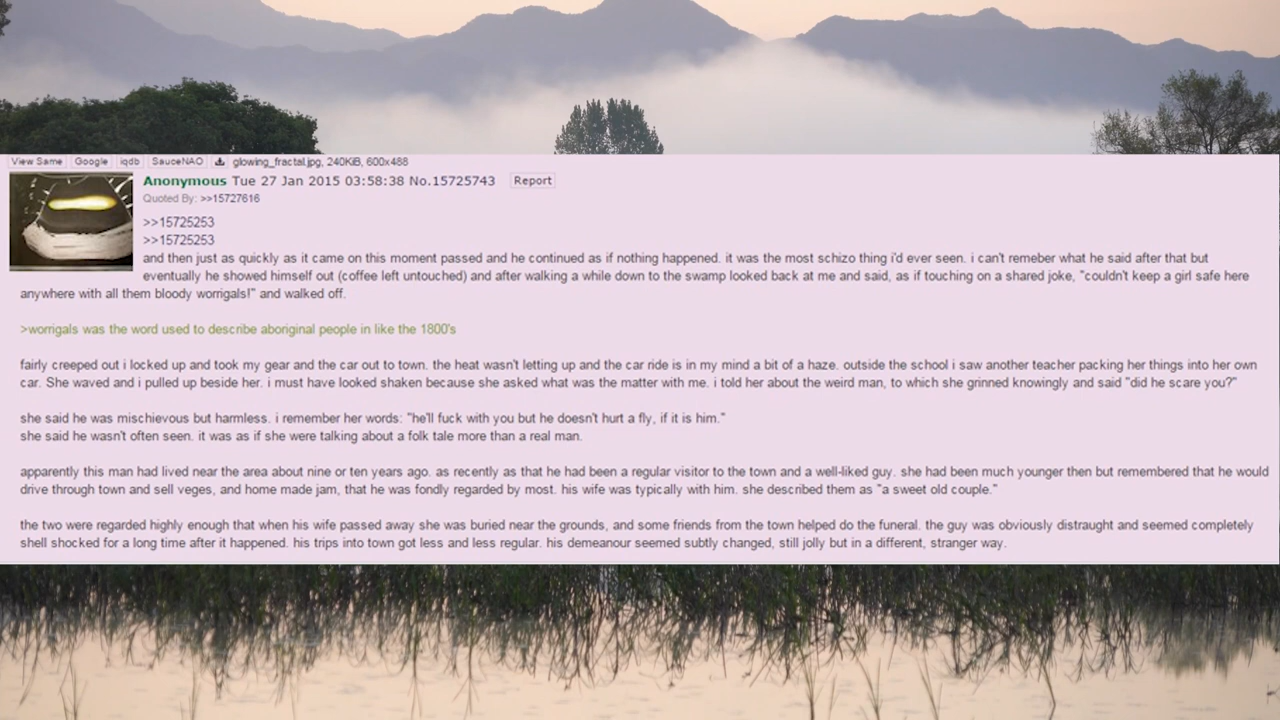 View Same Google iqdb SauceNAO glowing_fractal.jpg, 240KiB, 600x488
Anonymous Tue 27 Jan 2015 03:58:38 No.15725743 Report
Quoted By: >>15727616
>>15725253
>>15725253
and then just as quickly as it came on this moment passed and he continued as if nothing happened. it was the most schizo thing i'd ever seen. i can't remeber what he said after that but
eventually he showed himself out (coffee left untouched) and after walking a while down to the swamp looked back at me and said, as if touching on a shared joke, "couldn't keep a girl safe here
anywhere with all them bloody worrigals!" and walked off.
>worrigals was the word used to describe aboriginal people in like the 1800's
fairly creeped out i locked up and took my gear and the car out to town. the heat wasn't letting up and the car ride is in my mind a bit of a haze. outside the school i saw another teacher packing her things into her own
car. She waved and i pulled up beside her. i must have looked shaken because she asked what was the matter with me. i told her about the weird man, to which she grinned knowingly and said "did he scare you?"
she said he was mischievous but harmless. i remember her words: "he'll fuck with you but he doesn't hurt a fly, if it is him."
she said he wasn't often seen. it was as if she were talking about a folk tale more than a real man.
apparently this man had lived near the area about nine or ten years ago. as recently as that he had been a regular visitor to the town and a well-liked guy. she had been much younger then but remembered that he would
drive through town and sell veges, and home made jam, that he was fondly regarded by most. his wife was typically with him. she described them as "a sweet old couple."
the two were regarded highly enough that when his wife passed away she was buried near the grounds, and some friends from the town helped do the funeral. the guy was obviously distraught and seemed completely
shell shocked for a long time after it happened. his trips into town got less and less regular. his demeanour seemed subtly changed, still jolly but in a different, stranger way.